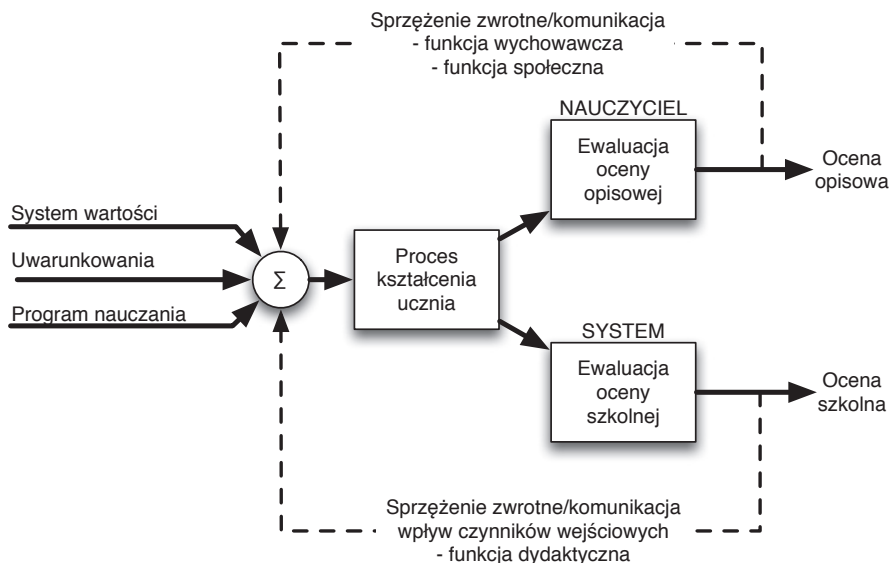 Sprzężenie zwrotne/komunikacja
- funkcja wychowawcza
- funkcja społeczna
NAUCZYCIEL
Ewaluacja
oceny
opisowej
Ocena
opisowa
System wartości
Uwarunkowania
Program nauczania
Σ
Proces
kształcenia
ucznia
SYSTEM
Ewaluacja
oceny
szkolnej
Ocena
szkolna
Sprzężenie zwrotne/komunikacja
wpływ czynników wejściowych
- funkcja dydaktyczna